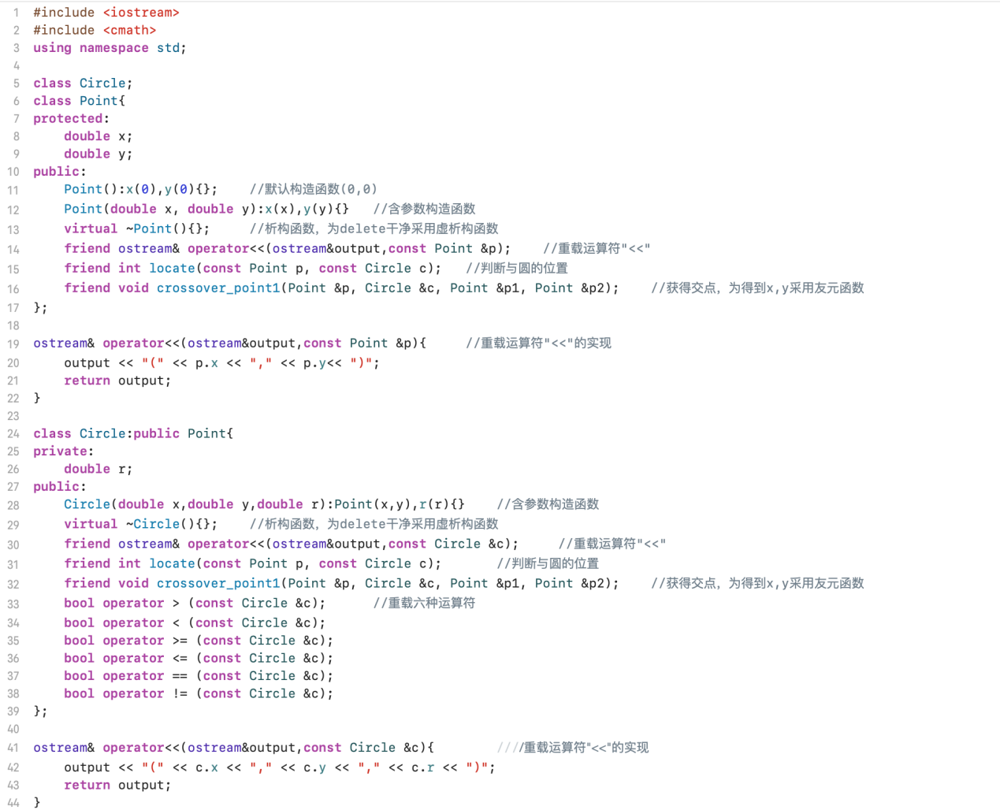 1 #include <iostream>
2 #include <cmath>
3 using namespace std;
4
5 class Circle;
6 class Point{
7 protected:
8     double x;
9     double y;
10 public:
11     Point():x(0),y(0){};    //默认构造函数(0,0)
12     Point(double x, double y):x(x),y(y){}   //含参数构造函数
13     virtual ~Point(){};     //析构函数，为delete干净采用虚析构函数
14     friend ostream& operator<<(ostream&output,const Point &p);    //重载运算符"<<"
15     friend int locate(const Point p, const Circle c);   //判断与圆的位置
16     friend void crossover_point1(Point &p, Circle &c, Point &p1, Point &p2);    //获得交点，为得到x,y采用友元函数
17 };
18
19 ostream& operator<<(ostream&output,const Point &p){     //重载运算符"<<"的实现
20     output << "(" << p.x << "," << p.y<< ")";
21     return output;
22 }
23
24 class Circle:public Point{
25 private:
26     double r;
27 public:
28     Circle(double x,double y,double r):Point(x,y),r(r){}    //含参数构造函数
29     virtual ~Circle(){};    //析构函数，为delete干净采用虚析构函数
30     friend ostream& operator<<(ostream&output,const Circle &c);     //重载运算符"<<"
31     friend int locate(const Point p, const Circle c);       //判断与圆的位置
32     friend void crossover_point1(Point &p, Circle &c, Point &p1, Point &p2);    //获得交点，为得到x,y采用友元函数
33     bool operator > (const Circle &c);      //重载六种运算符
34     bool operator < (const Circle &c);
35     bool operator >= (const Circle &c);
36     bool operator <= (const Circle &c);
37     bool operator == (const Circle &c);
38     bool operator != (const Circle &c);
39 };
40
41 ostream& operator<<(ostream&output,const Circle &c){        ////重载运算符"<<"的实现
42     output << "(" << c.x << "," << c.y << "," << c.r << ")";
43     return output;
44 }